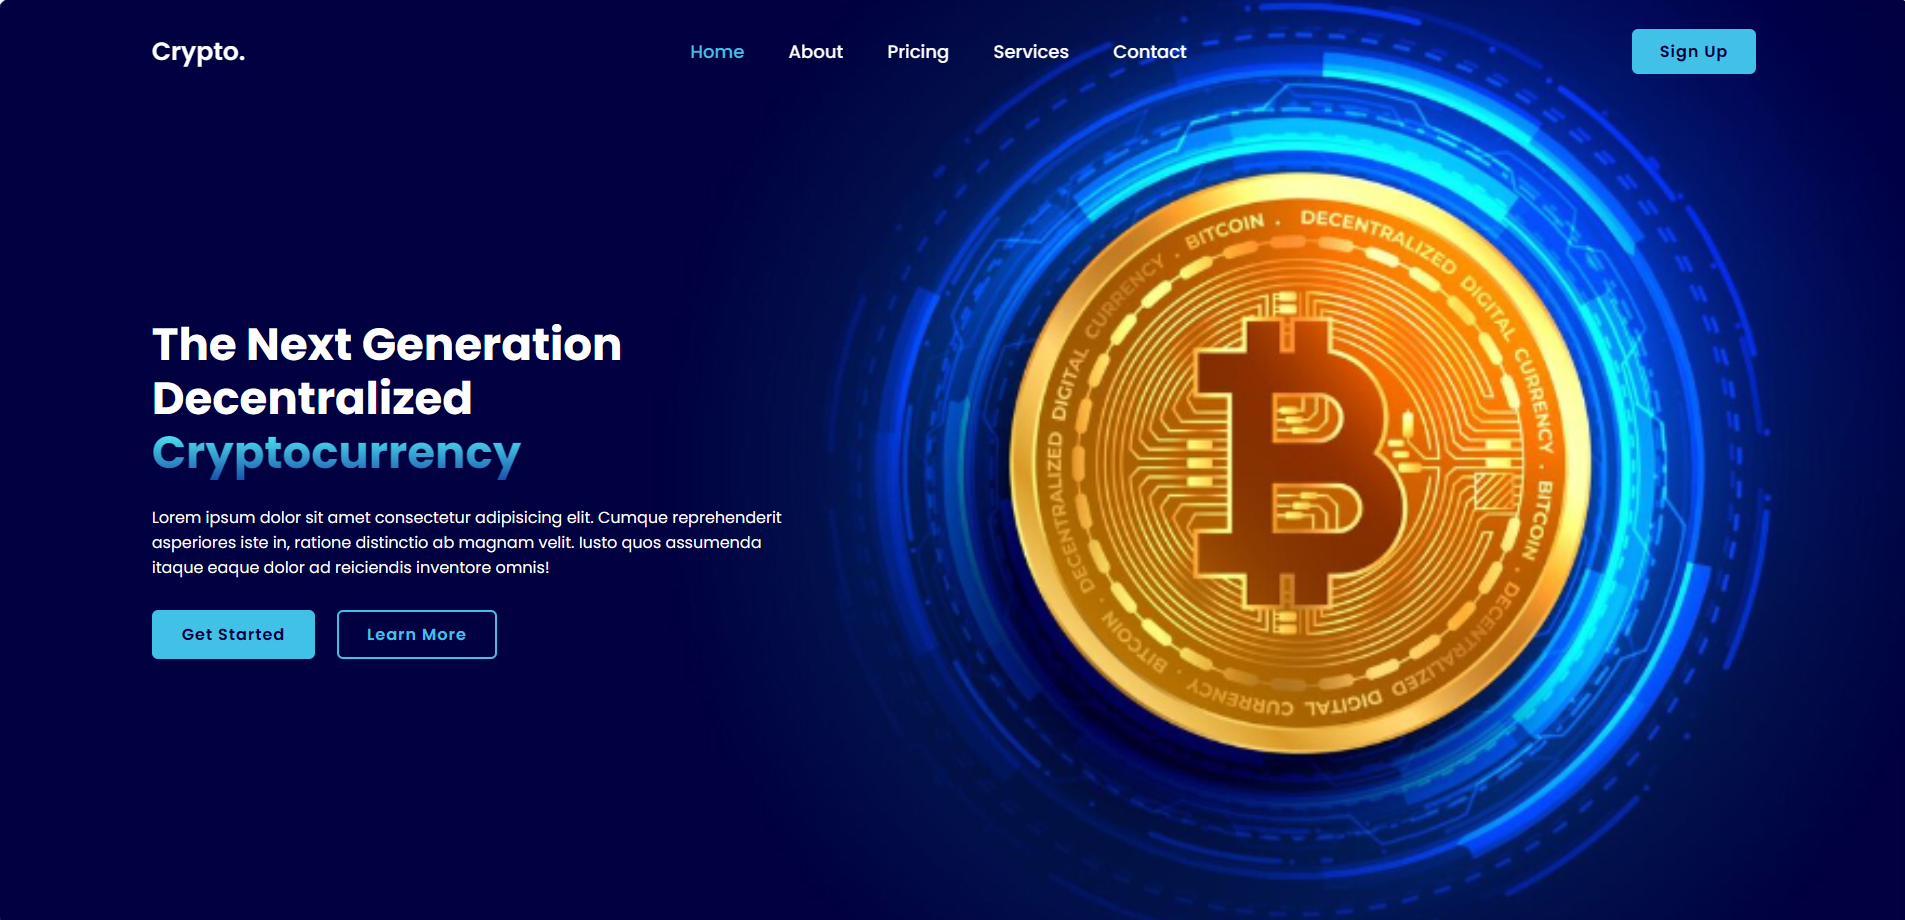 Crypto.
Home
About
Pricing
Services
Contact
Sign Up
The Next Generation
Decentralized
Cryptocurrency
Lorem ipsum dolor sit amet consectetur adipisicing elit. Cumque reprehenderit
asperiores iste in, ratione distinctio ab magnam velit. Iusto quos assumenda
itaque eaque dolor ad reiciendis inventore omnis!
Get Started
Learn More
BITCOIN . DECENTRALIZED DIGITAL CURRENCY . BITCOIN . DECENTRALIZED DIGITAL CURRENCY . BITCOIN . DECENTRALIZED DIGITAL CURRENCY .